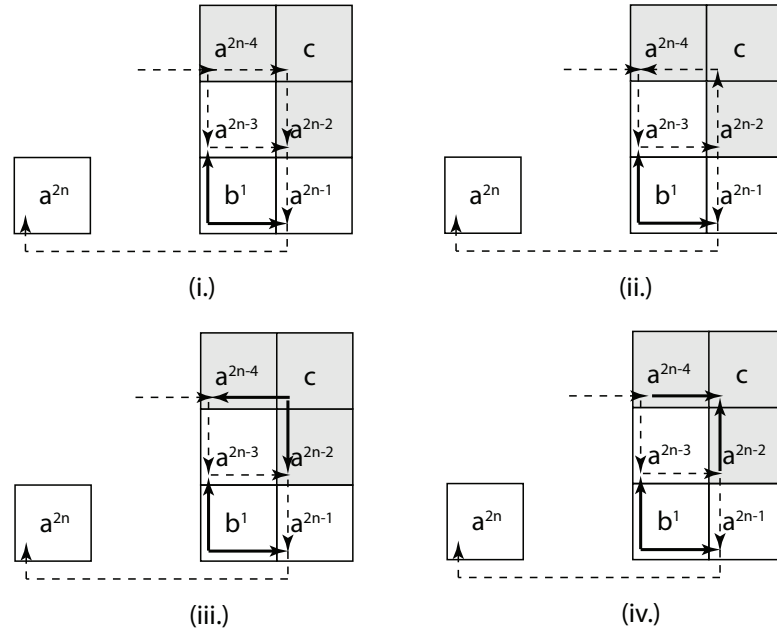 a^{2n-4} c a^{2n-4} c
a^{2n-3} a^{2n-2} a^{2n-3} a^{2n-2}
a^{2n} b^1 a^{2n-1} a^{2n} b^1 a^{2n-1}
(i.) (ii.)
a^{2n-4} c a^{2n-4} c
a^{2n-3} a^{2n-2} a^{2n-3} a^{2n-2}
a^{2n} b^1 a^{2n-1} a^{2n} b^1 a^{2n-1}
(iii.) (iv.)